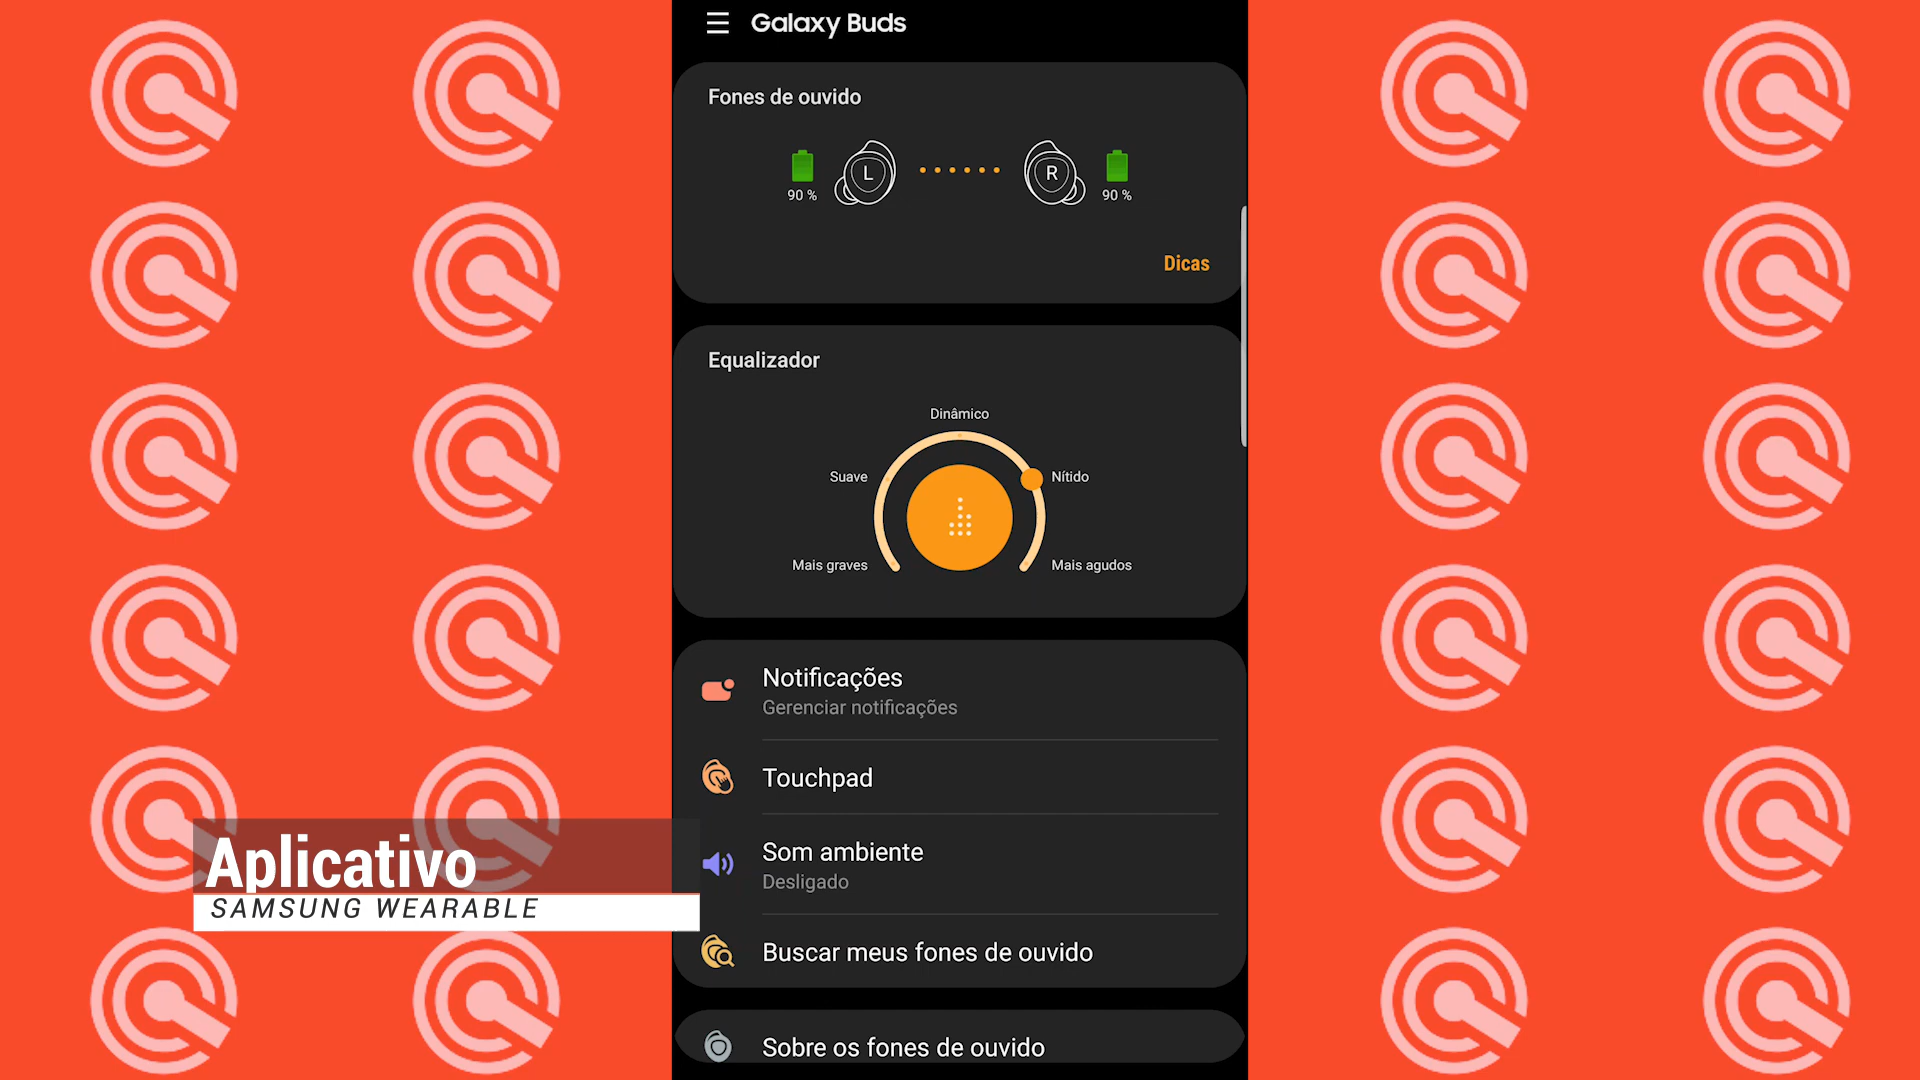 Galaxy Buds
Fones de ouvido
L
R
90 %
90 %
Dicas
Equalizador
Dinâmico
Suave
Nítido
Mais graves
Mais agudos
Notificações
Gerenciar notificações
Touchpad
Som ambiente
Desligado
Buscar meus fones de ouvido
Sobre os fones de ouvido
Aplicativo
SAMSUNG WEARABLE